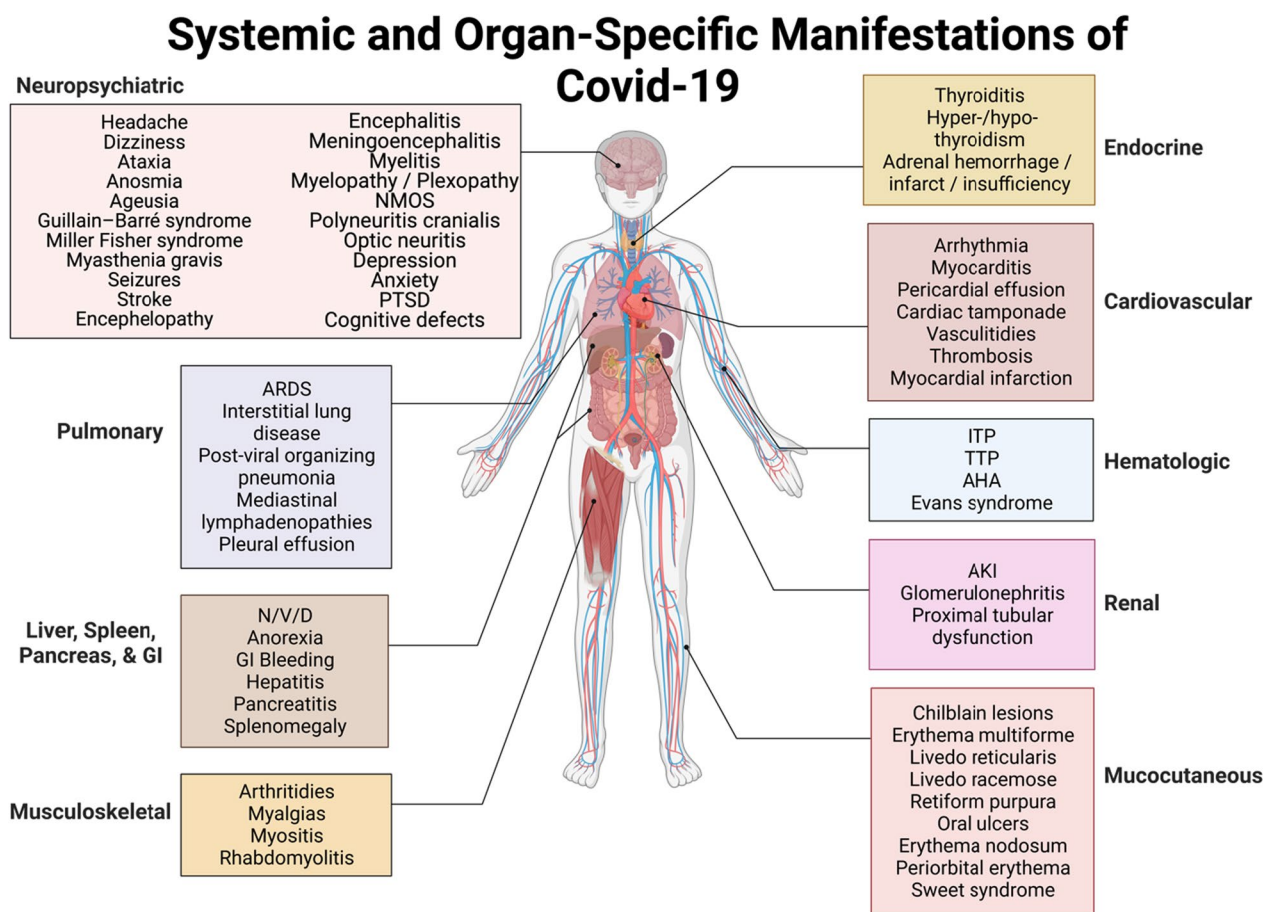 Systemic and Organ-Specific Manifestations of
Covid-19
Neuropsychiatric
Headache
Dizziness
Ataxia
Anosmia
Ageusia
Guillain–Barré syndrome
Miller Fisher syndrome
Myasthenia gravis
Seizures
Stroke
Encephelopathy
Encephalitis
Meningoencephalitis
Myelitis
Myelopathy / Plexopathy
NMOS
Polyneuritis cranialis
Optic neuritis
Depression
Anxiety
PTSD
Cognitive defects
Pulmonary
ARDS
Interstitial lung
disease
Post-viral organizing
pneumonia
Mediastinal
lymphadenopathies
Pleural effusion
Liver, Spleen,
Pancreas, & GI
N/V/D
Anorexia
GI Bleeding
Hepatitis
Pancreatitis
Splenomegaly
Musculoskeletal
Arthritidies
Myalgias
Myositis
Rhabdomyolitis
Thyroiditis
Hyper-/hypo-
thyroidism
Adrenal hemorrhage /
infarct / insufficiency
Endocrine
Arrhythmia
Myocarditis
Pericardial effusion
Cardiac tamponade
Vasculitidies
Thrombosis
Myocardial infarction
Cardiovascular
ITP
TTP
AHA
Evans syndrome
Hematologic
AKI
Glomerulonephritis
Proximal tubular
dysfunction
Renal
Chilblain lesions
Erythema multiforme
Livedo reticularis
Livedo racemose
Retiform purpura
Oral ulcers
Erythema nodosum
Periorbital erythema
Sweet syndrome
Mucocutaneous